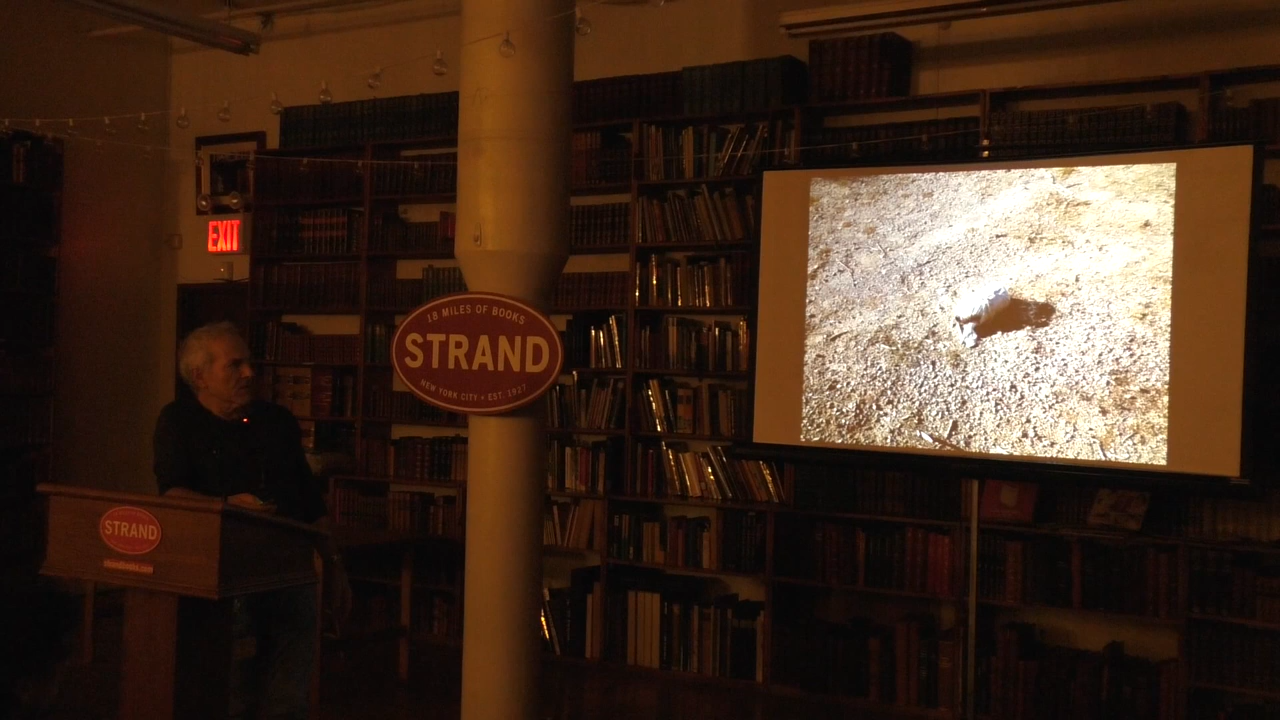 EXIT
18 MILES OF BOOKS
STRAND
NEW YORK CITY • EST. 1927
STRAND